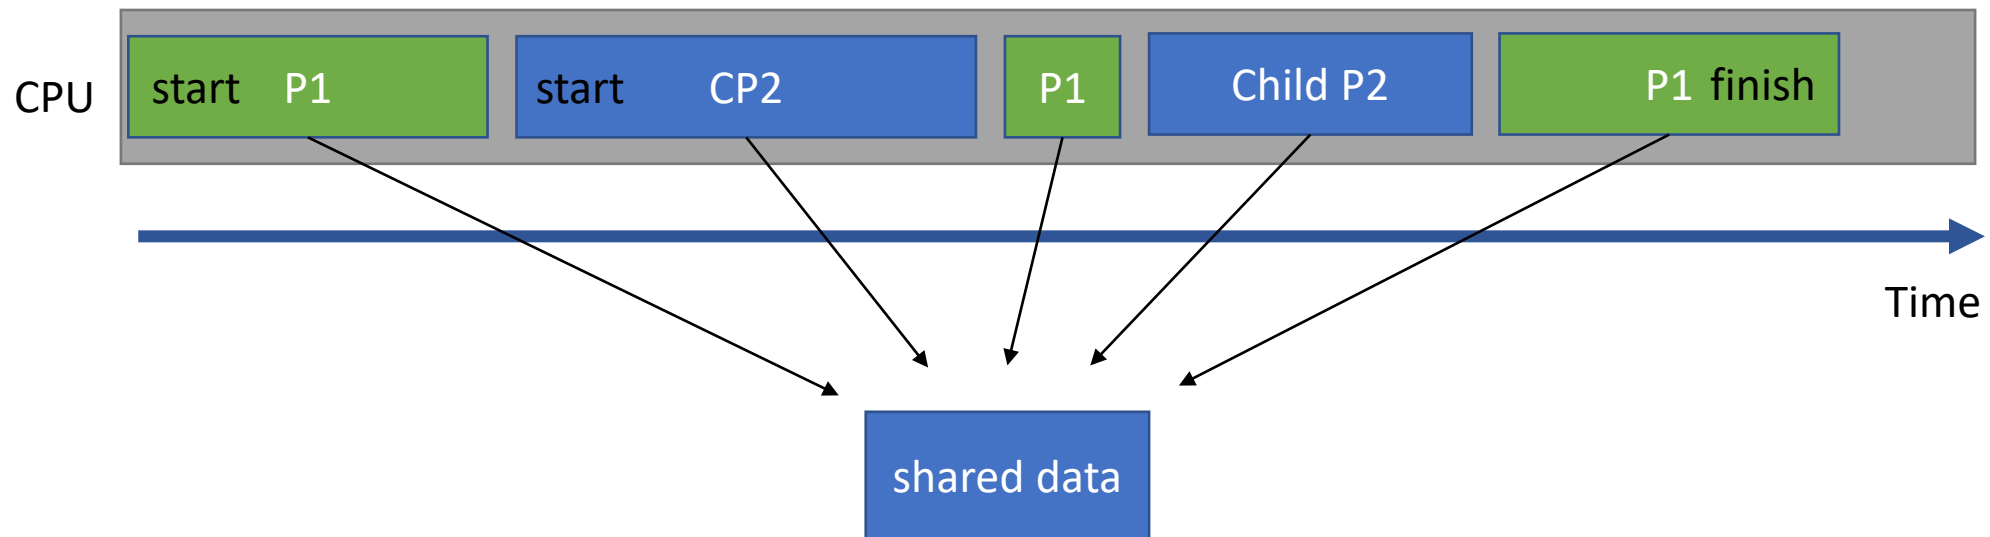 CPU
start P1
start CP2
P1
Child P2
P1 finish
Time
shared data